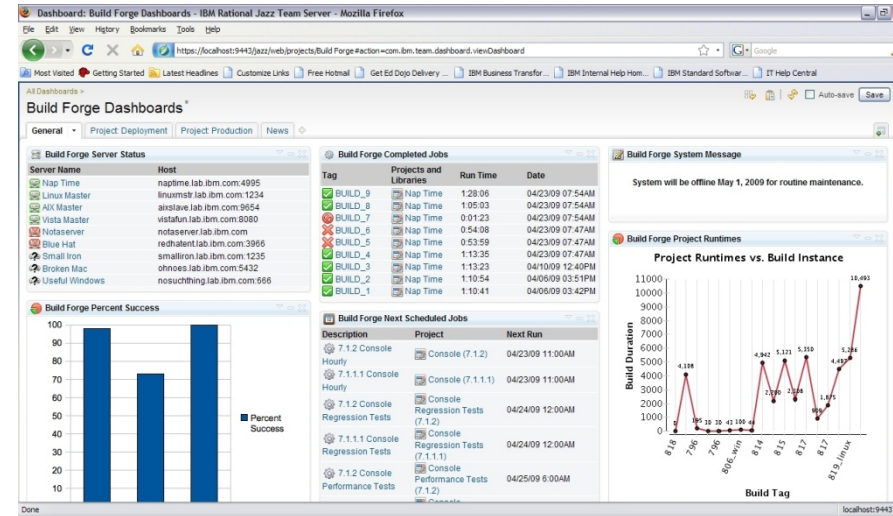 Dashboard: Build Forge Dashboards - IBM Rational Jazz Team Server - Mozilla Firefox
File Edit View History Bookmarks Tools Help
https://localhost:9443/jazz/web/projects/Build Forge#action=com.ibm.team.dashboard.viewDashboard
Google
Most Visited Getting Started Latest Headlines Customize Links Free Hotmail Get Ed Dojo Delivery ... IBM Business Transfor... IBM Internal Help Hom... IBM Standard Softwar... IT Help Central
All Dashboards >
Build Forge Dashboards*
Auto-save Save
General Project Deployment Project Production News
Build Forge Server Status
Server Name Host
Nap Time naptime.lab.ibm.com:4995
Linux Master linuxmstr.lab.ibm.com:1234
AIX Master aixslave.lab.ibm.com:9654
Vista Master vistafun.lab.ibm.com:8080
Notaserver notaserver.lab.ibm.com
Blue Hat redhatent.lab.ibm.com:3966
Small Iron smalliron.lab.ibm.com:1235
Broken Mac ohnoes.lab.ibm.com:5432
Useful Windows nosuchthing.lab.ibm.com:666
Build Forge Percent Success
100
90
80
70
60
50
40
30
20
10
Percent
Success
Build Forge Completed Jobs
Tag Projects and Libraries Run Time Date
BUILD_9 Nap Time 1:28:06 04/23/09 07:54AM
BUILD_8 Nap Time 1:05:03 04/23/09 07:54AM
BUILD_7 Nap Time 0:01:23 04/23/09 07:54AM
BUILD_6 Nap Time 0:54:08 04/23/09 07:47AM
BUILD_5 Nap Time 0:53:59 04/23/09 07:47AM
BUILD_4 Nap Time 1:13:35 04/23/09 07:47AM
BUILD_3 Nap Time 1:13:23 04/10/09 12:40PM
BUILD_2 Nap Time 1:10:54 04/06/09 03:51PM
BUILD_1 Nap Time 1:10:41 04/06/09 03:42PM
Build Forge Next Scheduled Jobs
Description Project Next Run
7.1.2 Console Hourly Console (7.1.2) 04/23/09 11:00AM
7.1.1.1 Console Hourly Console (7.1.1.1) 04/23/09 11:00AM
7.1.2 Console Regression Tests Console Regression Tests (7.1.2) 04/24/09 12:00AM
7.1.1.1 Console Regression Tests Console Regression Tests (7.1.1.1) 04/24/09 12:00AM
7.1.2 Console Performance Tests Console Performance Tests (7.1.2) 04/25/09 6:00AM
Build Forge System Message
System will be offline May 1, 2009 for routine maintenance.
Build Forge Project Runtimes
Project Runtimes vs. Build Instance
Build Duration
11000
10000
9000
8000
7000
6000
5000
4000
3000
2000
1000
0
4,108
195 30 30 43 100
4,942 5,121 5,350
1,875
10,493
818 796 796 806_win 814 815 817 817 819_linux
Build Tag
Done
localhost:9443